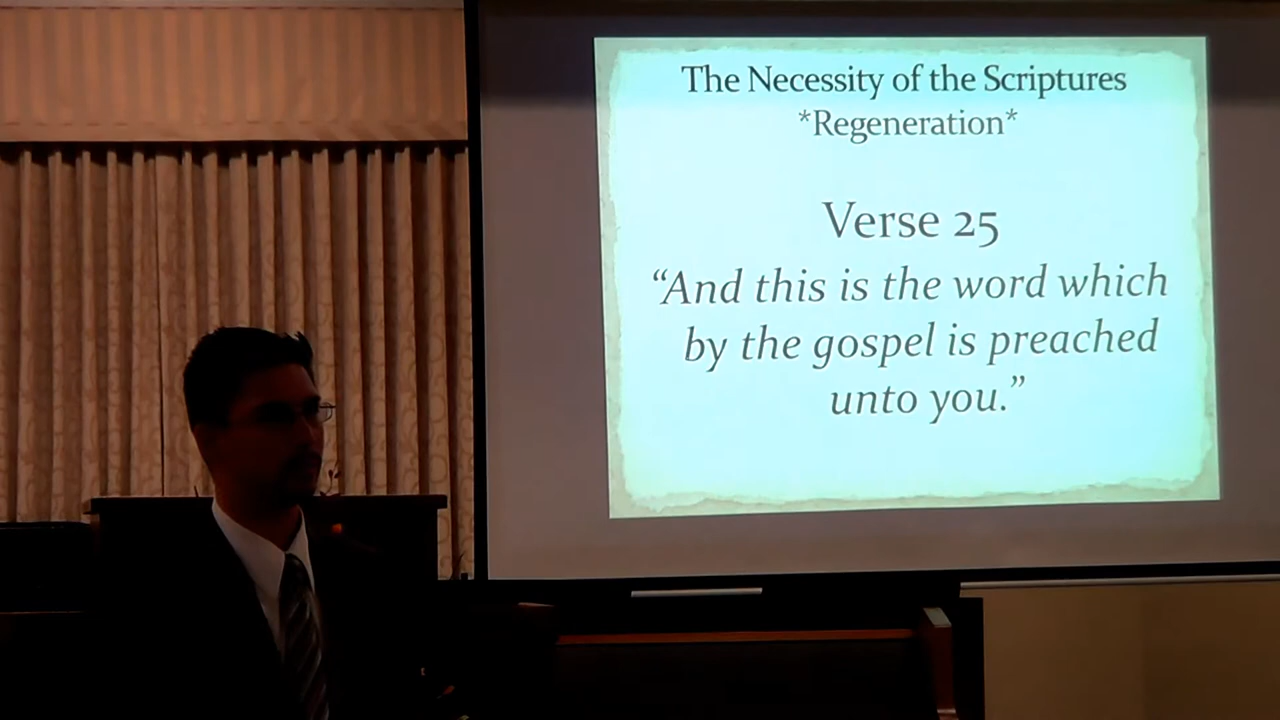 The Necessity of the Scriptures
*Regeneration*
Verse 25
“And this is the word which
by the gospel is preached
unto you.”